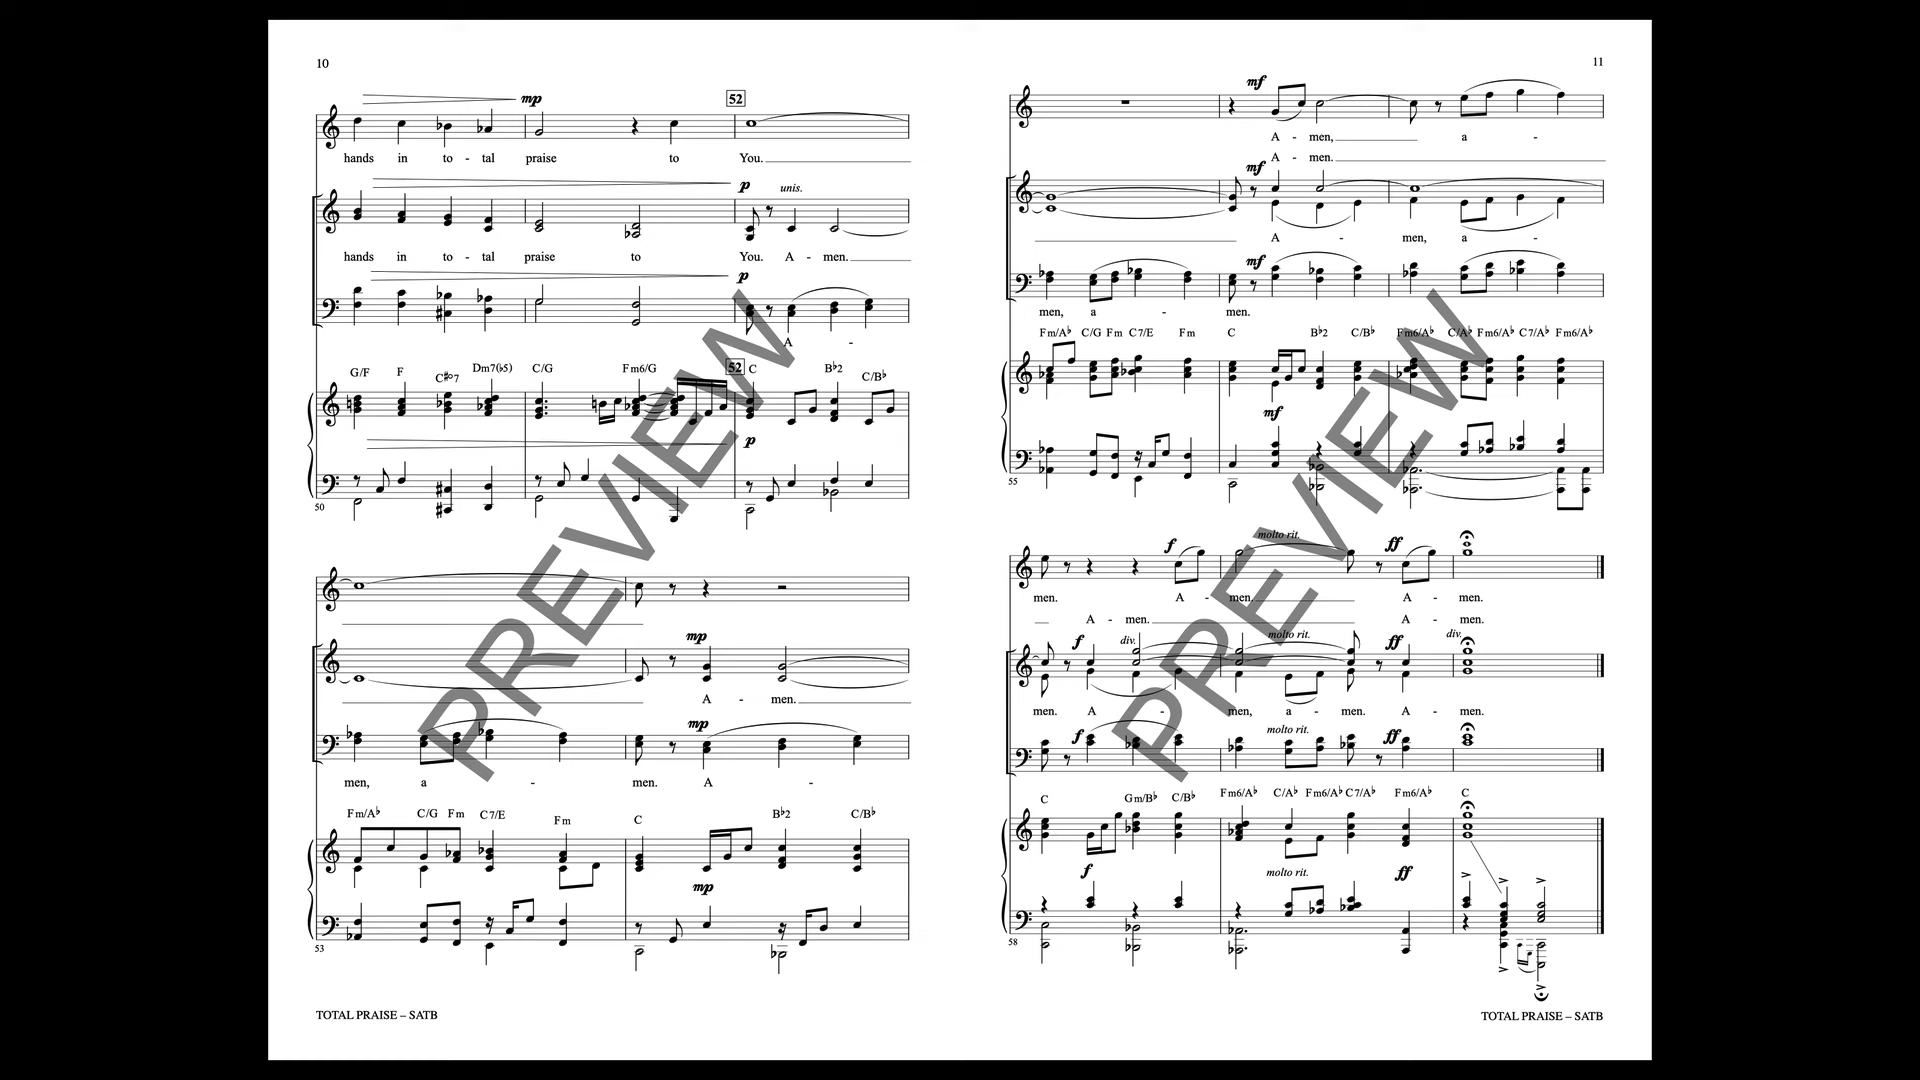 10
mp
52
hands in to - tal praise to You.
p unis.
hands in to - tal praise to You. A - men.
p
A -
G/F F C#°7 Dm7(♭5) C/G Fm6/G 52 C B♭2 C/B♭
p
50
mp
A - men.
mp
men, a - men. A -
Fm/A♭ C/G Fm C7/E Fm C B♭2 C/B♭
mp
53
TOTAL PRAISE – SATB
11
mf
A - men, a -
A - men.
mf
A - men, a -
mf
men, a - men.
Fm/A♭ C/G Fm C7/E Fm C B♭2 C/B♭ Fm6/A♭ C/A♭ Fm6/A♭ C7/A♭ Fm6/A♭
mf
55
f molto rit. ff
men. A - men. A - men.
A - men. A - men.
f div. molto rit. ff div.
men. A - men, a - men. A - men.
f molto rit. ff
C Gm/B♭ C/B♭ Fm6/A♭ C/A♭ Fm6/A♭ C7/A♭ Fm6/A♭ C
f molto rit. ff
58
TOTAL PRAISE – SATB
PREVIEW
PREVIEW